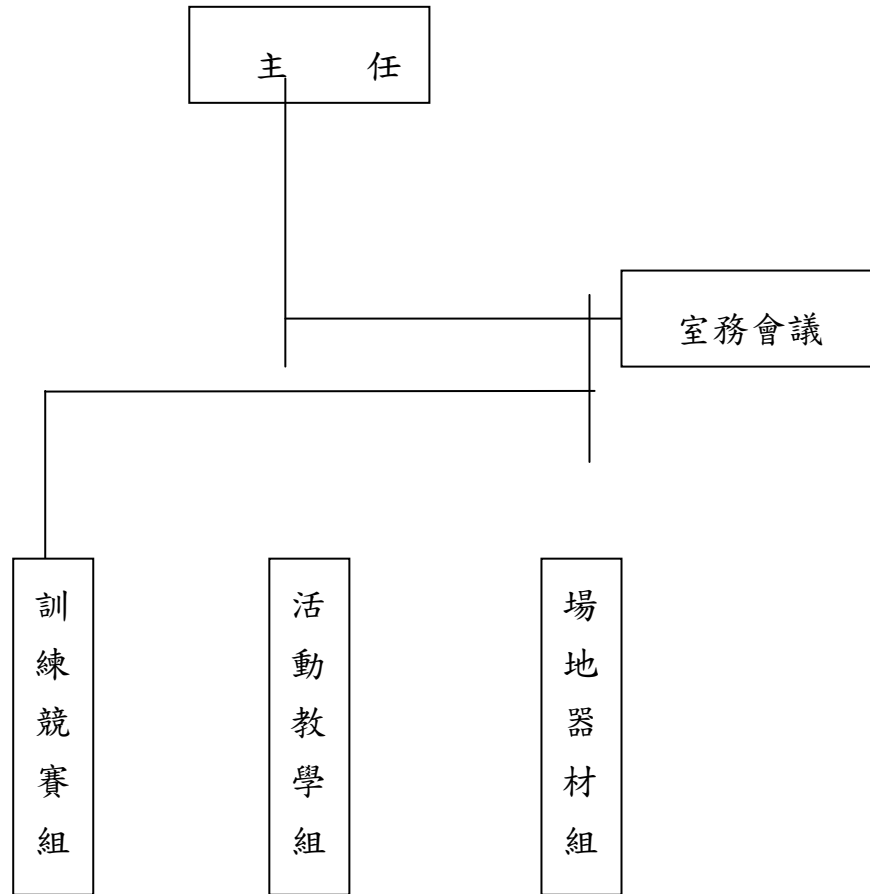 主 任
室務會議
訓練競賽組
活動教學組
場地器材組